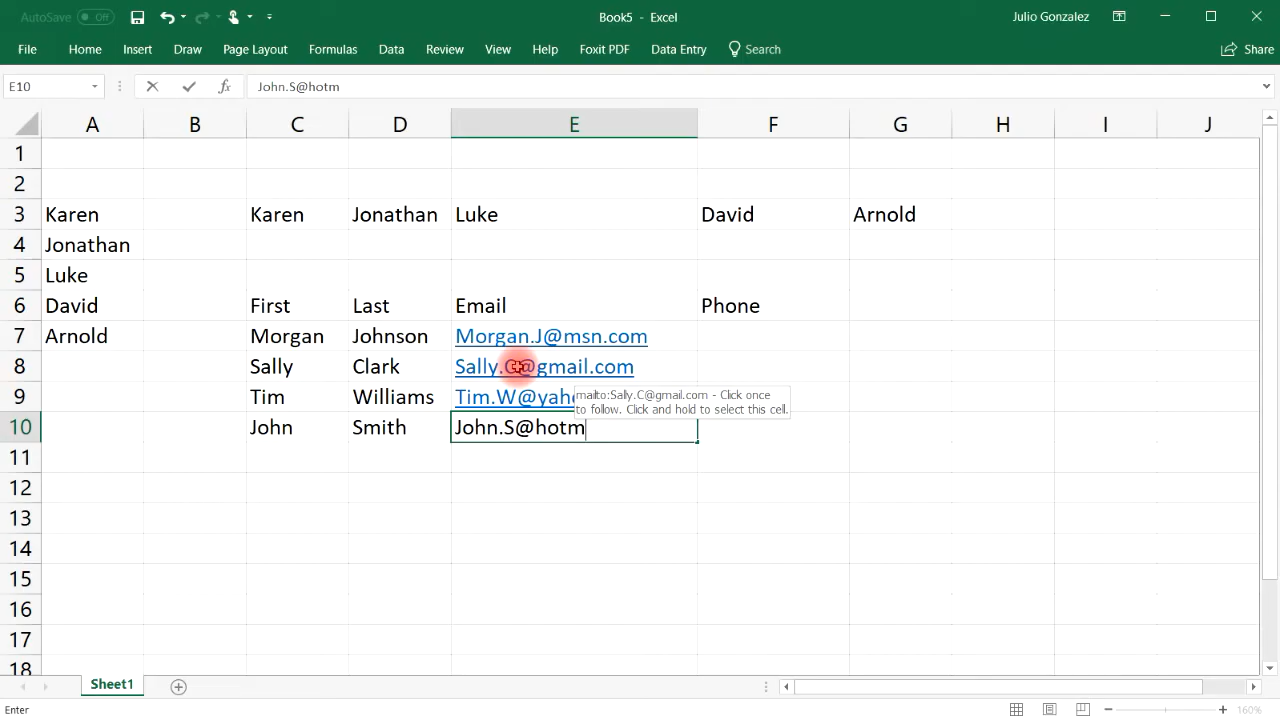 AutoSave Off Book5 - Excel Julio Gonzalez
File Home Insert Draw Page Layout Formulas Data Review View Help Foxit PDF Data Entry Search Share
E10 fx John.S@hotm
A B C D E F G H I J
1
2
3 Karen Karen Jonathan Luke David Arnold
4 Jonathan
5 Luke
6 David First Last Email Phone
7 Arnold Morgan Johnson Morgan.J@msn.com
8 Sally Clark Sally.C@gmail.com
9 Tim Williams Tim.W@yaho
mailto:Sally.C@gmail.com - Click once
to follow. Click and hold to select this cell.
10 John Smith John.S@hotm
11
12
13
14
15
16
17
18
Sheet1
Enter 160%